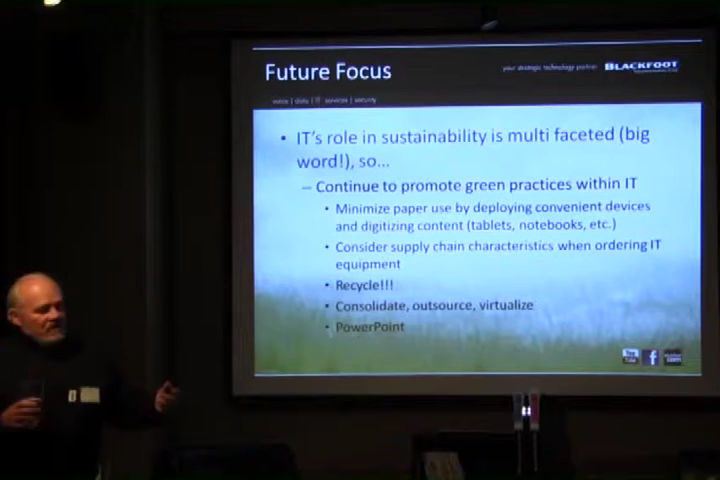 Future Focus
your strategic technology partner
BLACKFOOT
voice | data | IT services | security
• IT's role in sustainability is multi faceted (big
word!), so...
– Continue to promote green practices within IT
• Minimize paper use by deploying convenient devices
and digitizing content (tablets, notebooks, etc.)
• Consider supply chain characteristics when ordering IT
equipment
• Recycle!!!
• Consolidate, outsource, virtualize
• PowerPoint
You
Tube
f